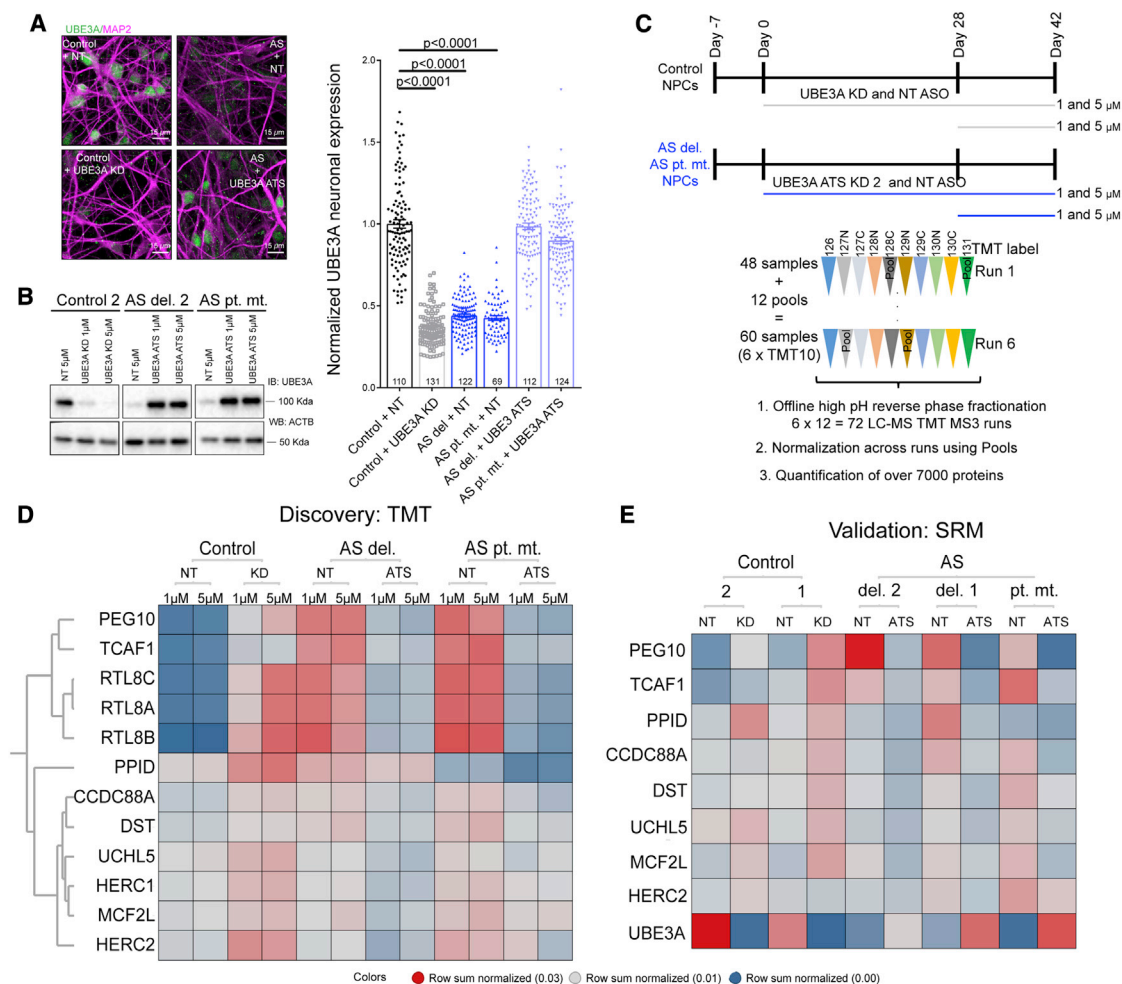 A
UBE3A/MAP2
Control
+ NT
AS
+
NT
15 µm
15 µm
Control
+ UBE3A KD
AS
+
UBE3A ATS
15 µm
15 µm
Normalized UBE3A neuronal expression
p<0.0001
p<0.0001
p<0.0001
2.0
1.5
1.0
0.5
0.0
110
131
122
69
112
124
Control + NT
Control + UBE3A KD
AS del + NT
AS pt. mt. + NT
AS del. + UBE3A ATS
AS pt. mt. + UBE3A ATS
B
Control 2
AS del. 2
AS pt. mt.
NT 5µM
UBE3A KD 1µM
UBE3A KD 5µM
NT 5µM
UBE3A ATS 1µM
UBE3A ATS 5µM
NT 5µM
UBE3A ATS 1µM
UBE3A ATS 5µM
IB: UBE3A
100 Kda
WB: ACTB
50 Kda
C
Day -7
Day 0
Day 28
Day 42
Control
NPCs
UBE3A KD and NT ASO
1 and 5 µM
1 and 5 µM
AS del.
AS pt. mt.
NPCs
UBE3A ATS KD 2 and NT ASO
1 and 5 µM
1 and 5 µM
126
127N
127C
128N
128C
129N
129C
130N
130C
131
TMT label
48 samples
+
12 pools
=
60 samples
(6 x TMT10)
Pool
Pool
Run 1
Pool
Pool
Run 6
1. Offline high pH reverse phase fractionation
6 x 12 = 72 LC-MS TMT MS3 runs
2. Normalization across runs using Pools
3. Quantification of over 7000 proteins
D
Discovery: TMT
Control
AS del.
AS pt. mt.
NT
KD
NT
ATS
NT
ATS
1µM 5µM 1µM 5µM 1µM 5µM 1µM 5µM 1µM 5µM 1µM 5µM
PEG10
TCAF1
RTL8C
RTL8A
RTL8B
PPID
CCDC88A
DST
UCHL5
HERC1
MCF2L
HERC2
E
Validation: SRM
Control
AS
2
1
del. 2
del. 1
pt. mt.
NT KD NT KD NT ATS NT ATS NT ATS
PEG10
TCAF1
PPID
CCDC88A
DST
UCHL5
MCF2L
HERC2
UBE3A
Colors
Row sum normalized (0.03)
Row sum normalized (0.01)
Row sum normalized (0.00)